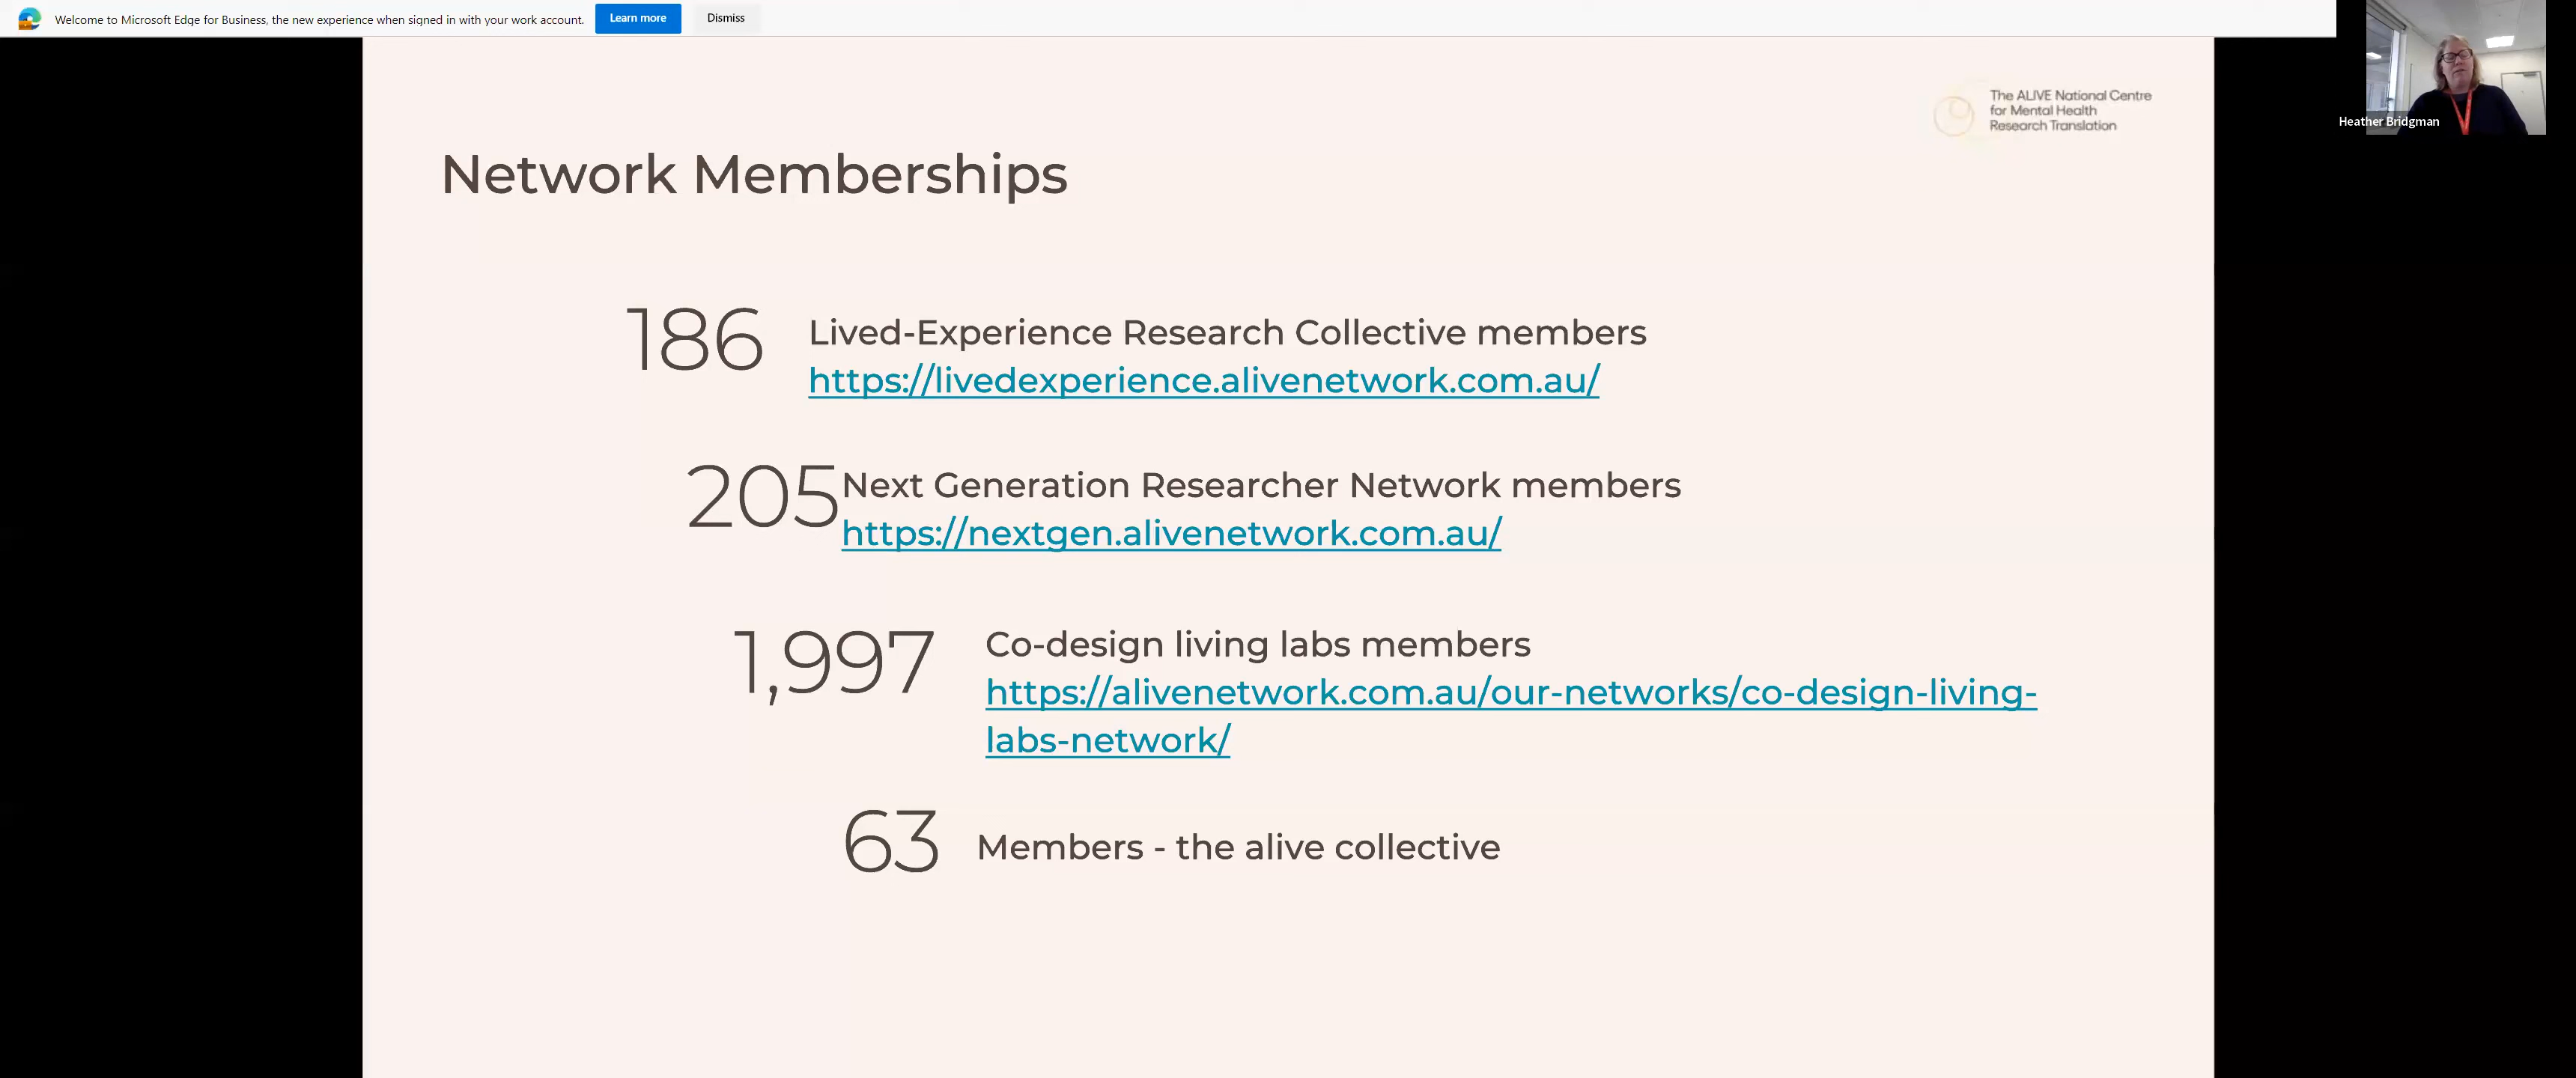 Welcome to Microsoft Edge for Business, the new experience when signed in with your work account.
Learn more
Dismiss
Heather Bridgman
The ALIVE National Centre
for Mental Health
Research Translation
Network Memberships
186
Lived-Experience Research Collective members
https://livedexperience.alivenetwork.com.au/
205
Next Generation Researcher Network members
https://nextgen.alivenetwork.com.au/
1,997
Co-design living labs members
https://alivenetwork.com.au/our-networks/co-design-living-
labs-network/
63
Members - the alive collective